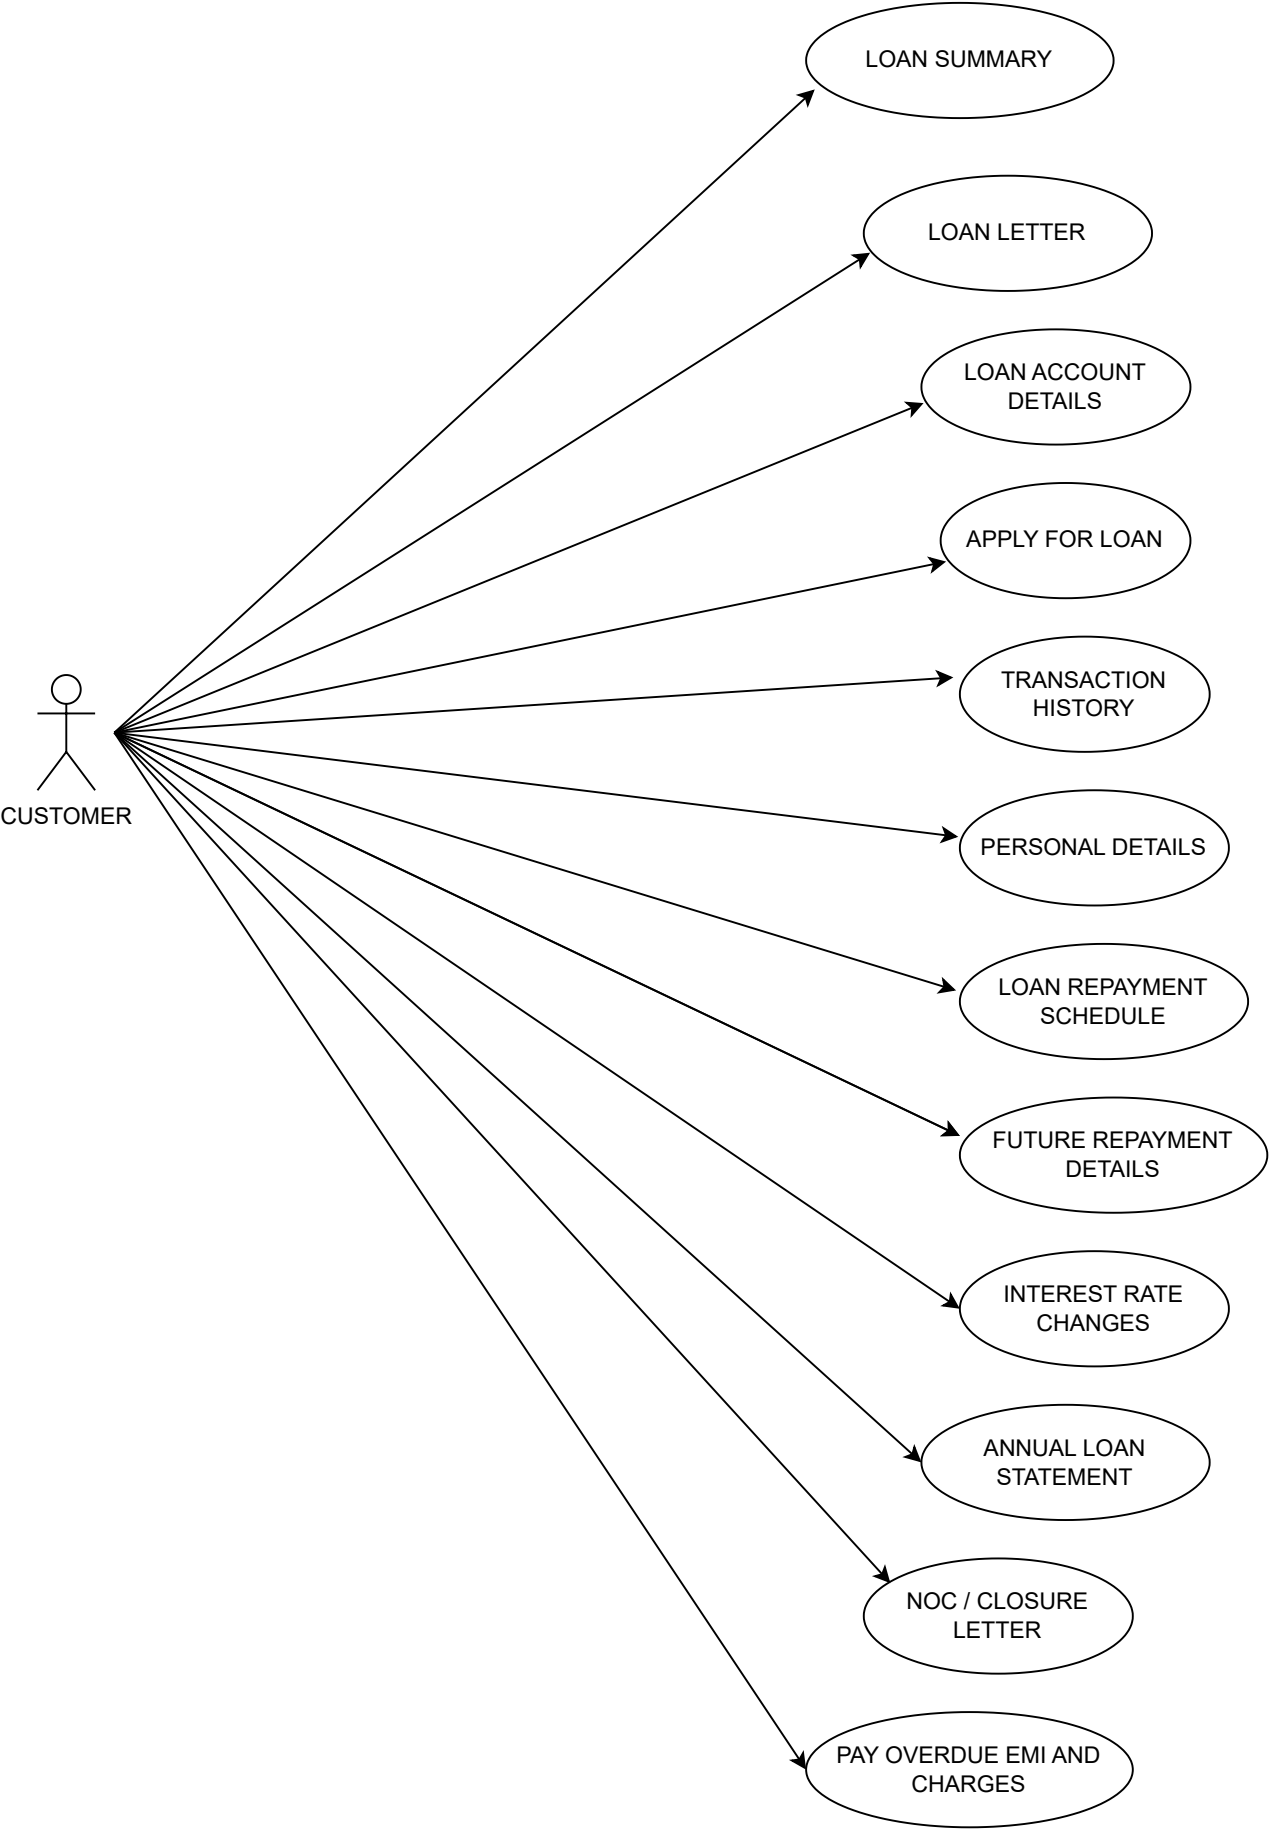 LOAN SUMMARY
LOAN LETTER
LOAN ACCOUNT
DETAILS
APPLY FOR LOAN
TRANSACTION
HISTORY
CUSTOMER
PERSONAL DETAILS
LOAN REPAYMENT
SCHEDULE
FUTURE REPAYMENT
DETAILS
INTEREST RATE
CHANGES
ANNUAL LOAN
STATEMENT
NOC / CLOSURE
LETTER
PAY OVERDUE EMI AND
CHARGES